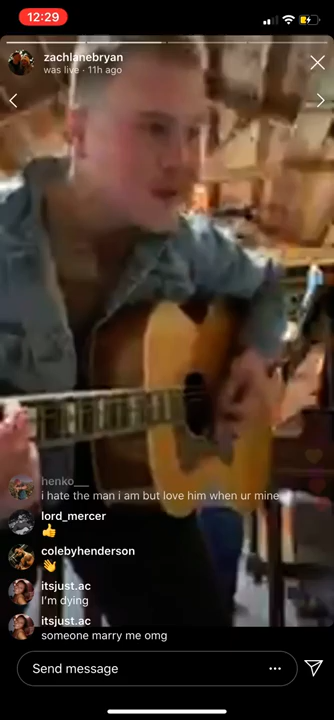 12:29
zachlanebryan
was live · 11h ago
henko___
i hate the man i am but love him when ur mine
lord_mercer
👍
colebyhenderson
👋
itsjust.ac
I'm dying
itsjust.ac
someone marry me omg
Send message